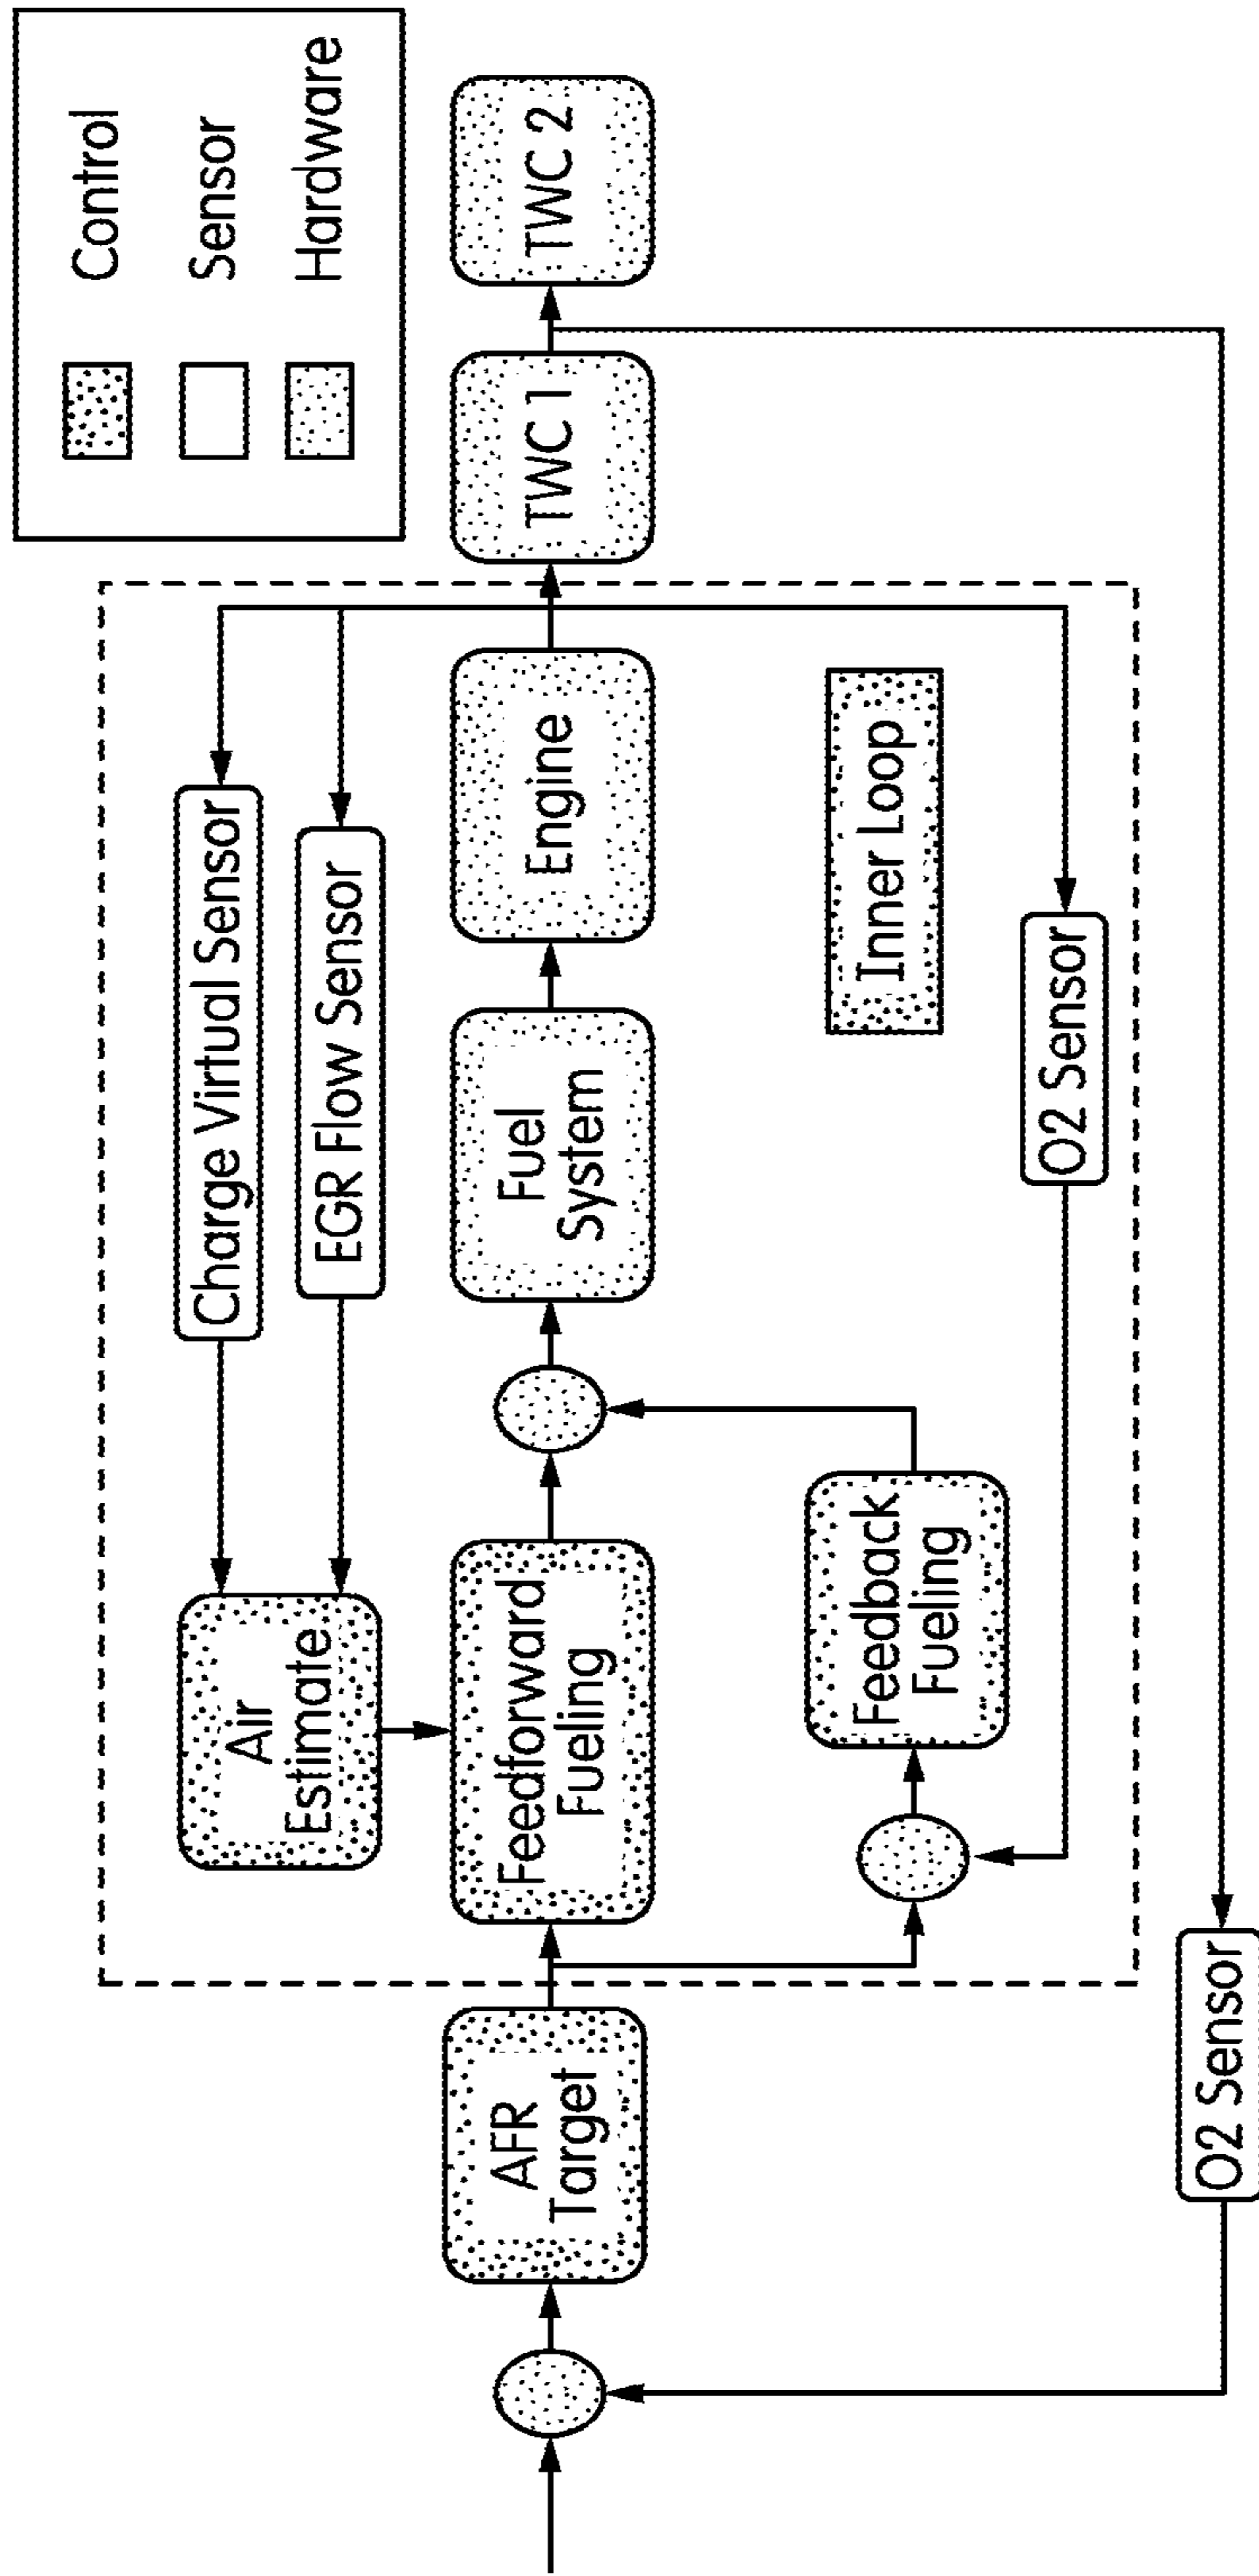 Control
Sensor
Hardware
Charge Virtual Sensor
EGR Flow Sensor
Air
Estimate
AFR
Target
Feedforward
Fueling
Fuel
System
Engine
TWC 1
TWC 2
Feedback
Fueling
Inner Loop
O2 Sensor
O2 Sensor